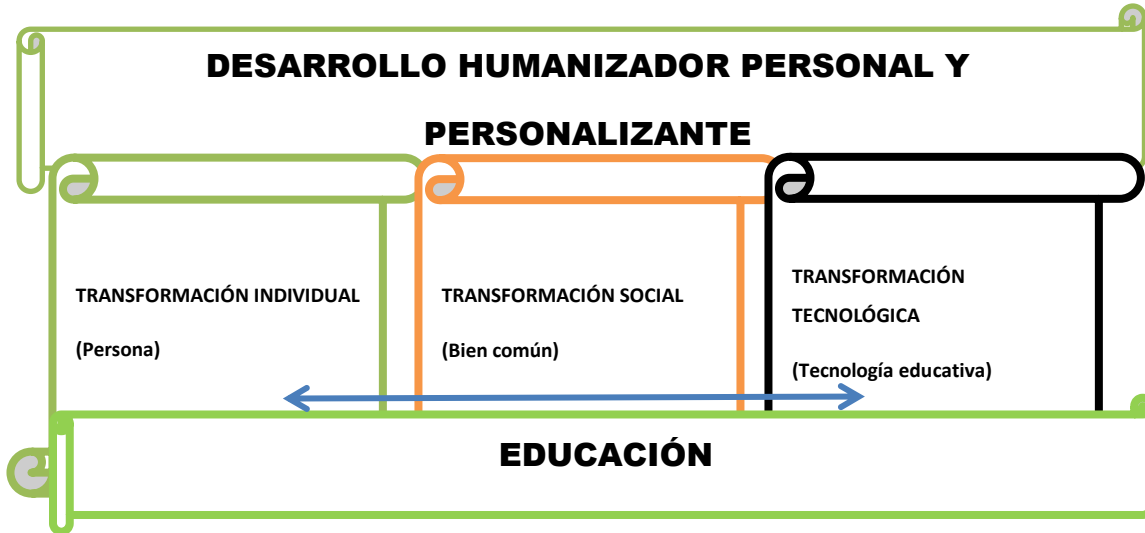 DESARROLLO HUMANIZADOR PERSONAL Y
PERSONALIZANTE
TRANSFORMACIÓN INDIVIDUAL
(Persona)
TRANSFORMACIÓN SOCIAL
(Bien común)
TRANSFORMACIÓN
TECNOLÓGICA
(Tecnología educativa)
EDUCACIÓN